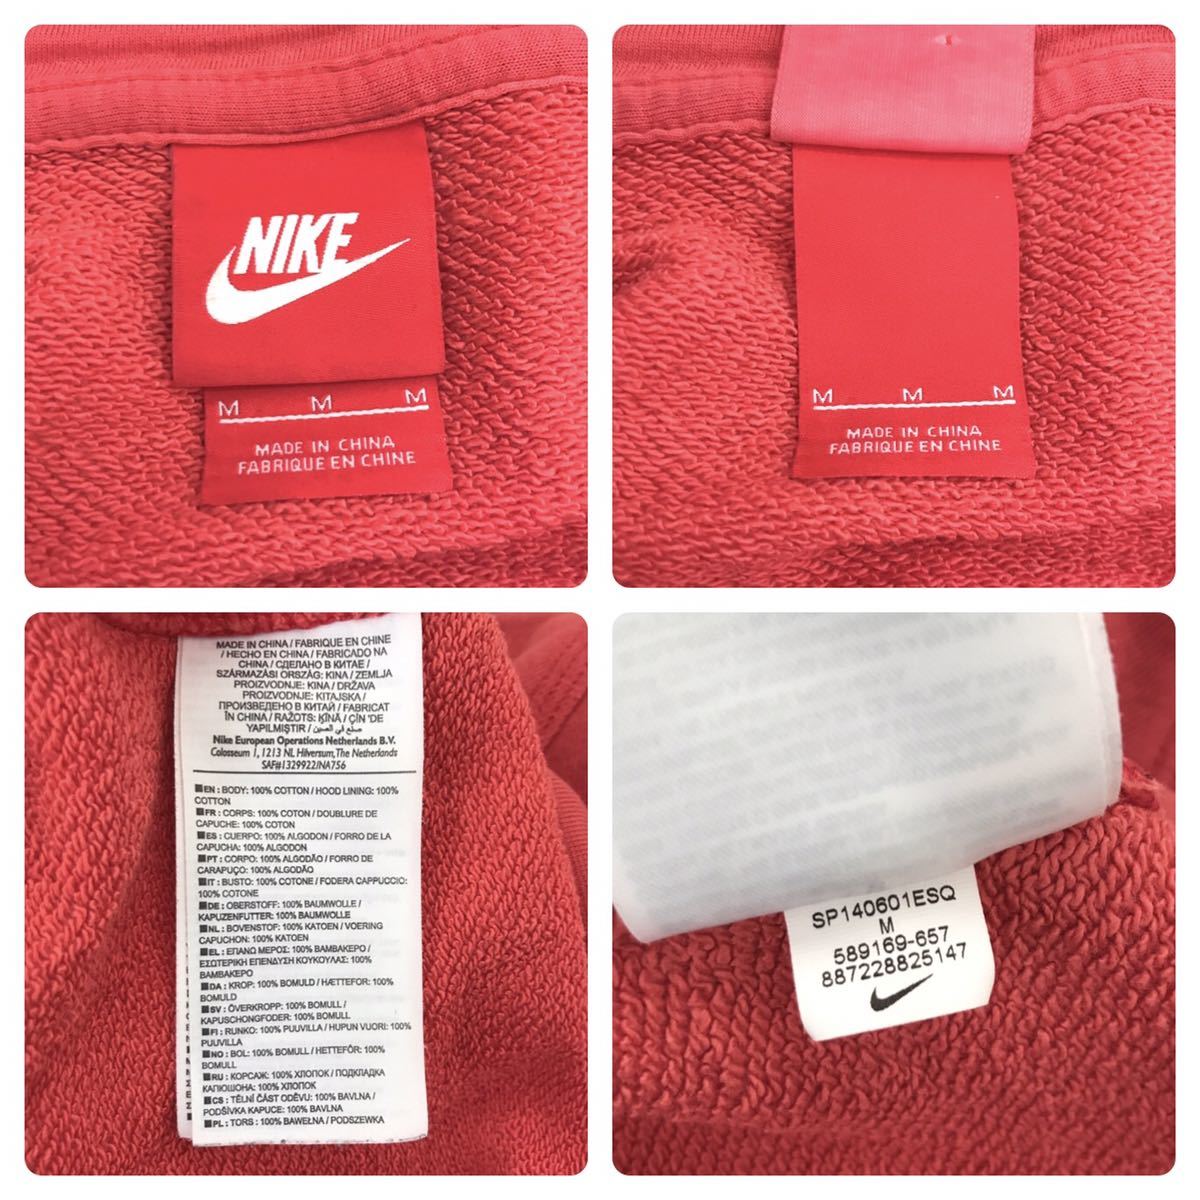 NIKE
M M M
MADE IN CHINA
FABRIQUE EN CHINE
M M M
MADE IN CHINA
FABRIQUE EN CHINE
MADE IN CHINA / FABRIQUE EN CHINE
/ HECHO EN CHINA / FABRICADO NA
CHINA / СДЕЛАНО В КИТАЕ /
SZÁRMAZÁSI ORSZÁG: KINA / ZEMLJA
PROIZVODNJE: KINA / DRŽAVA
PROIZVODNJE: KITAJSKA /
ПРОИЗВЕДЕНО В КИТАЙ / FABRICAT
ÎN CHINA / RAŽOTS: ĶĪNĀ / ÇİN 'DE
YAPILMIŞTIR / صنع في الصين
Nike European Operations Netherlands B.V.
Colosseum 1, 1213 NL Hilversum, The Netherlands
SAF#1329922/NA756
■EN : BODY: 100% COTTON / HOOD LINING: 100%
COTTON
■FR : CORPS: 100% COTON / DOUBLURE DE
CAPUCHE: 100% COTON
■ES : CUERPO: 100% ALGODON / FORRO DE LA
CAPUCHA: 100% ALGODON
■PT : CORPO: 100% ALGODÃO / FORRO DE
CARAPUÇO: 100% ALGODÃO
■IT : BUSTO: 100% COTONE / FODERA CAPPUCCIO:
100% COTONE
■DE : OBERSTOFF: 100% BAUMWOLLE /
KAPUZENFUTTER: 100% BAUMWOLLE
■NL : BOVENSTOF: 100% KATOEN / VOERING
CAPUCHON: 100% KATOEN
■EL : ΕΠΑΝΩ ΜΕΡΟΣ: 100% ΒΑΜΒΑΚΕΡΟ /
ΕΣΩΤΕΡΙΚΗ ΕΠΕΝΔΥΣΗ ΚΟΥΚΟΥΛΑΣ: 100%
ΒΑΜΒΑΚΕΡΟ
■DA : KROP: 100% BOMULD / HÆTTEFOR: 100%
BOMULD
■SV : ÖVERKROPP: 100% BOMULL /
KAPUSCHONGFODER: 100% BOMULL
■FI : RUNKO: 100% PUUVILLA / HUPUN VUORI: 100%
PUUVILLA
■NO : BOL: 100% BOMULL / HETTEFÔR: 100%
BOMULL
■RU : КОРСАЖ: 100% ХЛОПОК / ПОДКЛАДКА
КАПЮШОНА: 100% ХЛОПОК
■CS : TĚLNÍ ČÁST ODĚVU: 100% BAVLNA /
PODŠÍVKA KAPUCE: 100% BAVLNA
■PL : TORS : 100% BAWEŁNA / PODSZEWKA
SP140601ESQ
M
589169-657
887228825147